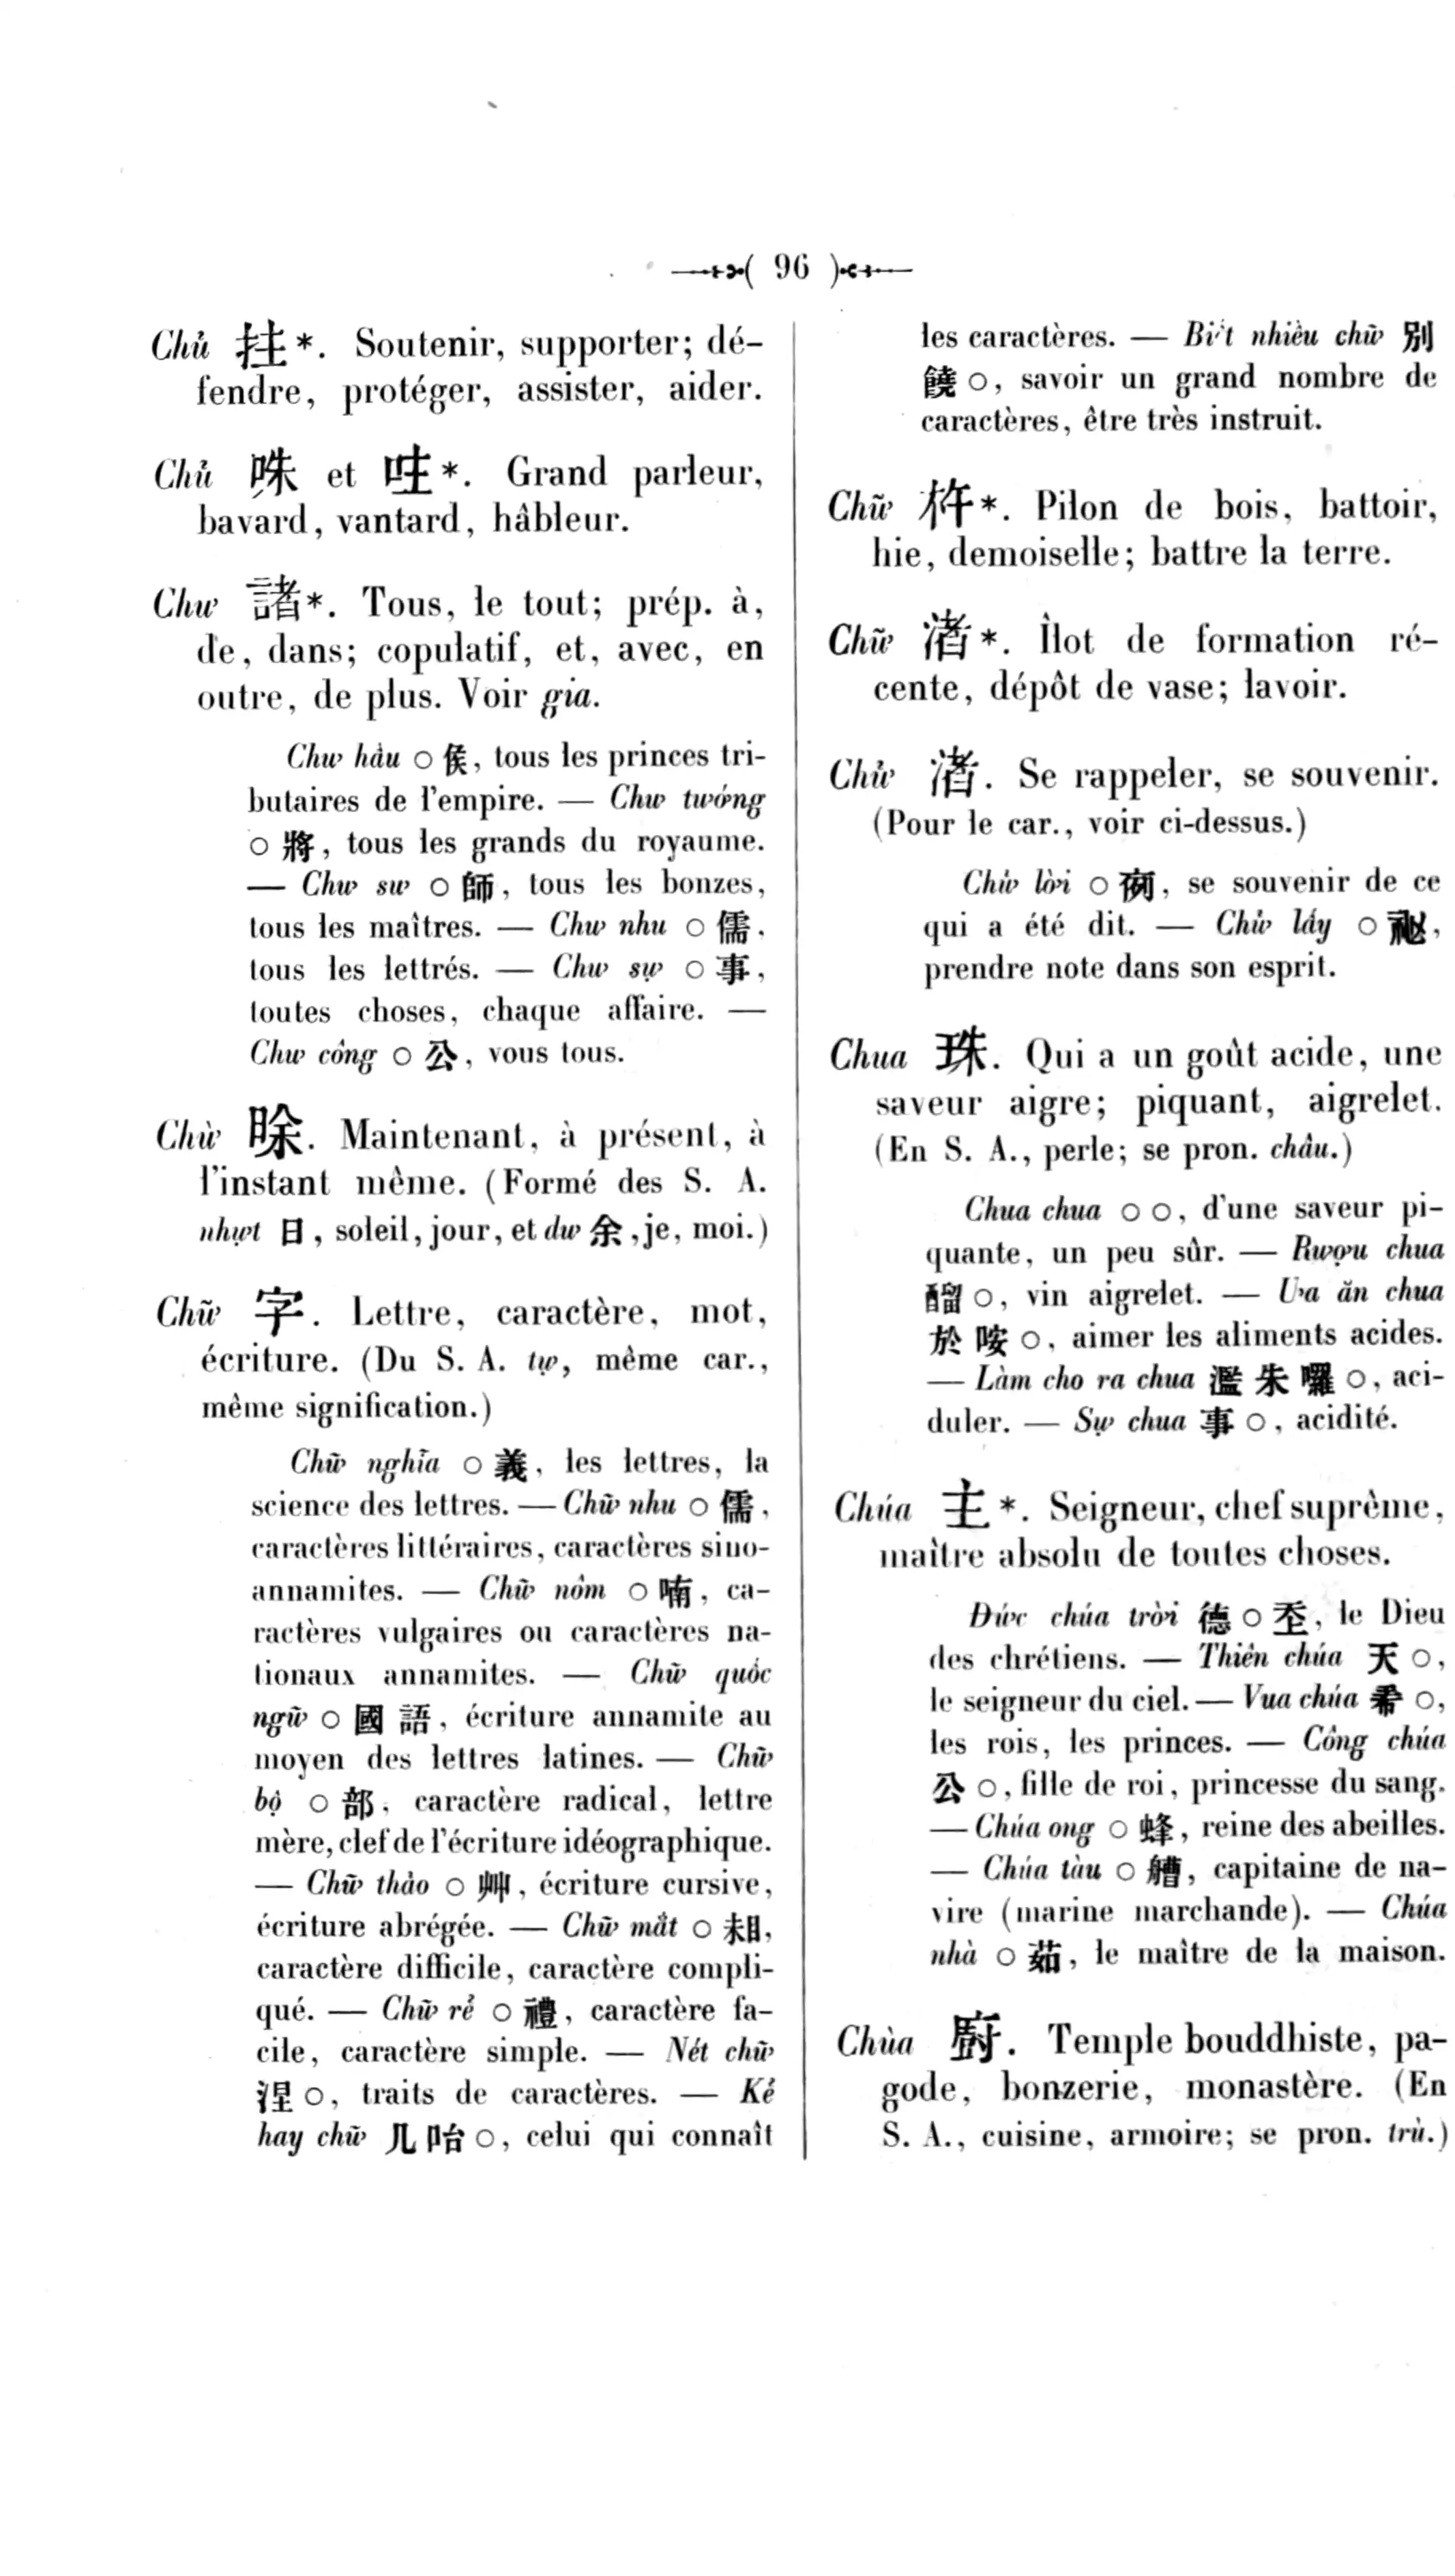 ( 96 )
Chủ 拄*. Soutenir, supporter; dé-
fendre, protéger, assister, aider.
Chủ 咮 et 㕴*. Grand parleur,
bavard, vantard, hâbleur.
Chư 諸*. Tous, le tout; prép. à,
de, dans; copulatif, et, avec, en
outre, de plus. Voir gia.
Chư hầu ○ 侯, tous les princes tri-
butaires de l'empire. — Chư tướng
○ 將, tous les grands du royaume.
— Chư sư ○ 師, tous les bonzes,
tous les maîtres. — Chư nhu ○ 儒,
tous les lettrés. — Chư sự ○ 事,
toutes choses, chaque affaire. —
Chư công ○ 公, vous tous.
Chừ 晬. Maintenant, à présent, à
l'instant même. (Formé des S. A.
nhựt 日, soleil, jour, et dư 余, je, moi.)
Chữ 字. Lettre, caractère, mot,
écriture. (Du S. A. tự, même car.,
même signification.)
Chữ nghĩa ○ 義, les lettres, la
science des lettres. — Chữ nhu ○ 儒,
caractères littéraires, caractères sino-
annamites. — Chữ nôm ○ 喃, ca-
ractères vulgaires ou caractères na-
tionaux annamites. — Chữ quốc
ngữ ○ 國 語, écriture annamite au
moyen des lettres latines. — Chữ
bộ ○ 部, caractère radical, lettre
mère, clef de l'écriture idéographique.
— Chữ thảo ○ 艸, écriture cursive,
écriture abrégée. — Chữ mắt ○,
caractère difficile, caractère compli-
qué. — Chữ rẻ ○ 禮, caractère fa-
cile, caractère simple. — Nét chữ
湼 ○, traits de caractères. — Kẻ
hay chữ 几 咍 ○, celui qui connaît
les caractères. — Biết nhiều chữ 別
饒 ○, savoir un grand nombre de
caractères, être très instruit.
Chữ 杵*. Pilon de bois, battoir,
hie, demoiselle; battre la terre.
Chữ 渚*. Îlot de formation ré-
cente, dépôt de vase; lavoir.
Chử 渚. Se rappeler, se souvenir.
(Pour le car., voir ci-dessus.)
Chử lời ○, se souvenir de ce
qui a été dit. — Chử lấy ○,
prendre note dans son esprit.
Chua 珠. Qui a un goût acide, une
saveur aigre; piquant, aigrelet.
(En S. A., perle; se pron. châu.)
Chua chua ○ ○, d'une saveur pi-
quante, un peu sûr. — Rượu chua
○, vin aigrelet. — Ưa ăn chua
於 咹 ○, aimer les aliments acides.
— Làm cho ra chua 濫 朱 囉 ○, aci-
duler. — Sự chua 事 ○, acidité.
Chúa 主*. Seigneur, chef suprême,
maître absolu de toutes choses.
Đức chúa trời 德 ○ 𡗶, le Dieu
des chrétiens. — Thiên chúa 天 ○,
le seigneur du ciel. — Vua chúa ○,
les rois, les princes. — Công chúa
公 ○, fille de roi, princesse du sang.
— Chúa ong ○ 蜂, reine des abeilles.
— Chúa tàu ○ 艚, capitaine de na-
vire (marine marchande). — Chúa
nhà ○ 茹, le maître de la maison.
Chùa 廚. Temple bouddhiste, pa-
gode, bonzerie, monastère. (En
S. A., cuisine, armoire; se pron. trù.)